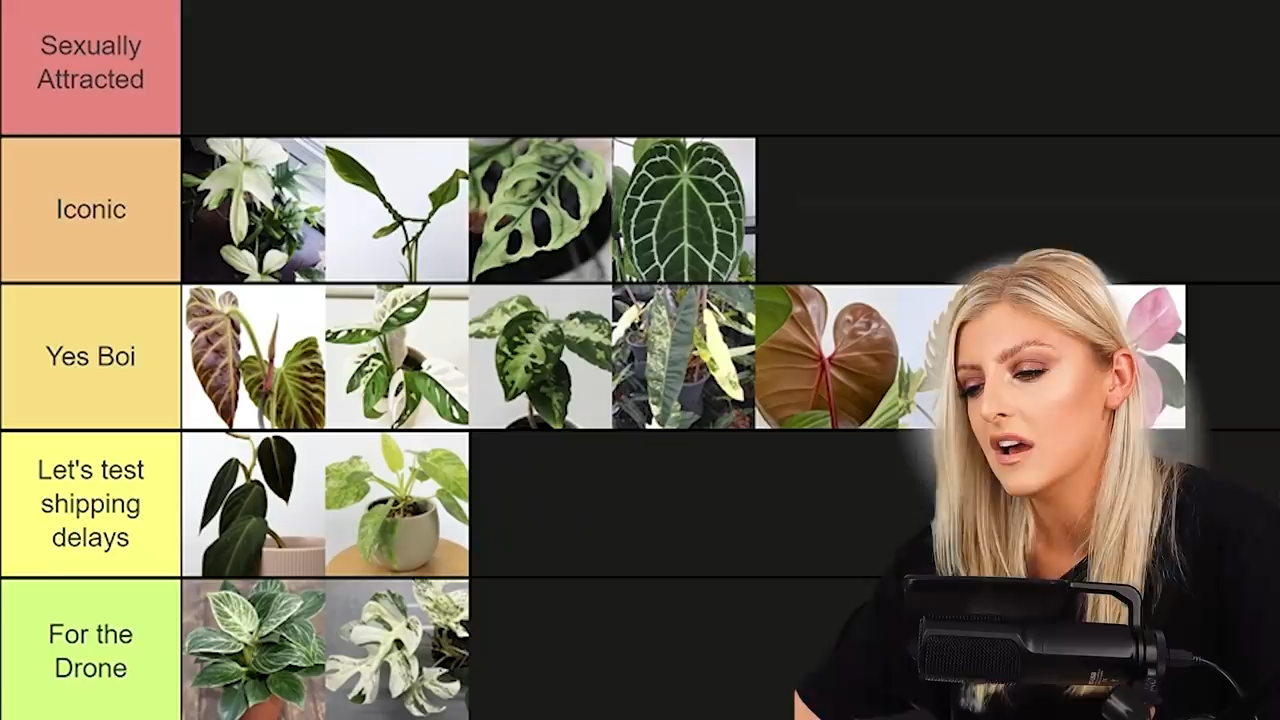 Sexually
Attracted
Iconic
Yes Boi
Let's test
shipping
delays
For the
Drone